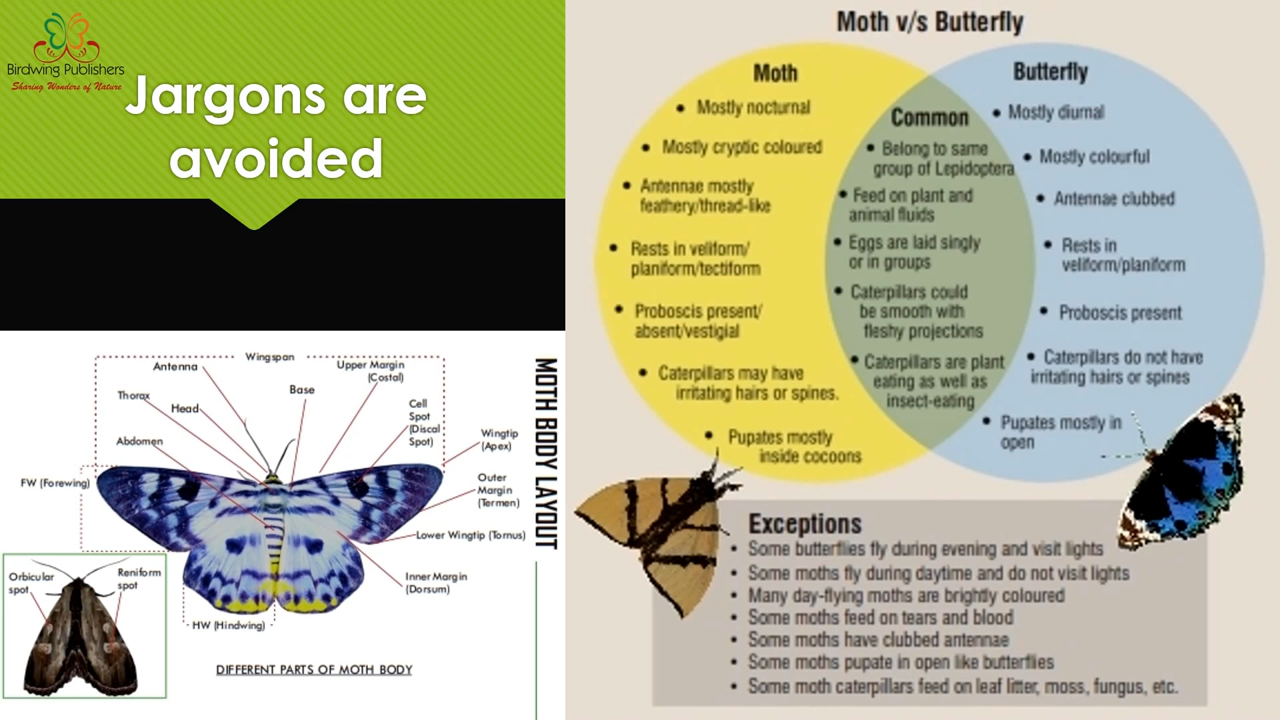 Birdwing Publishers
Sharing Wonders of Nature
Jargons are
avoided
Wingspan
Antenna
Upper Margin
(Costal)
Base
Thorax
Head
Cell
Spot
(Discal
Spot)
Abdomen
Wingtip
(Apex)
FW (Forewing)
Outer
Margin
(Termen)
Lower Wingtip (Tornus)
Inner Margin
(Dorsum)
Orbicular
spot
Reniform
spot
HW (Hindwing)
DIFFERENT PARTS OF MOTH BODY
MOTH BODY LAYOUT
Moth v/s Butterfly
Moth
• Mostly nocturnal
• Mostly cryptic coloured
• Antennae mostly
feathery/thread-like
• Rests in veliform/
planiform/tectiform
• Proboscis present/
absent/vestigial
• Caterpillars may have
irritating hairs or spines.
• Pupates mostly
inside cocoons
Common
• Belong to same
group of Lepidoptera
• Feed on plant and
animal fluids
• Eggs are laid singly
or in groups
• Caterpillars could
be smooth with
fleshy projections
• Caterpillars are plant
eating as well as
insect-eating
Butterfly
• Mostly diurnal
• Mostly colourful
• Antennae clubbed
• Rests in
veliform/planiform
• Proboscis present
• Caterpillars do not have
irritating hairs or spines
• Pupates mostly in
open
Exceptions
• Some butterflies fly during evening and visit lights
• Some moths fly during daytime and do not visit lights
• Many day-flying moths are brightly coloured
• Some moths feed on tears and blood
• Some moths have clubbed antennae
• Some moths pupate in open like butterflies
• Some moth caterpillars feed on leaf litter, moss, fungus, etc.